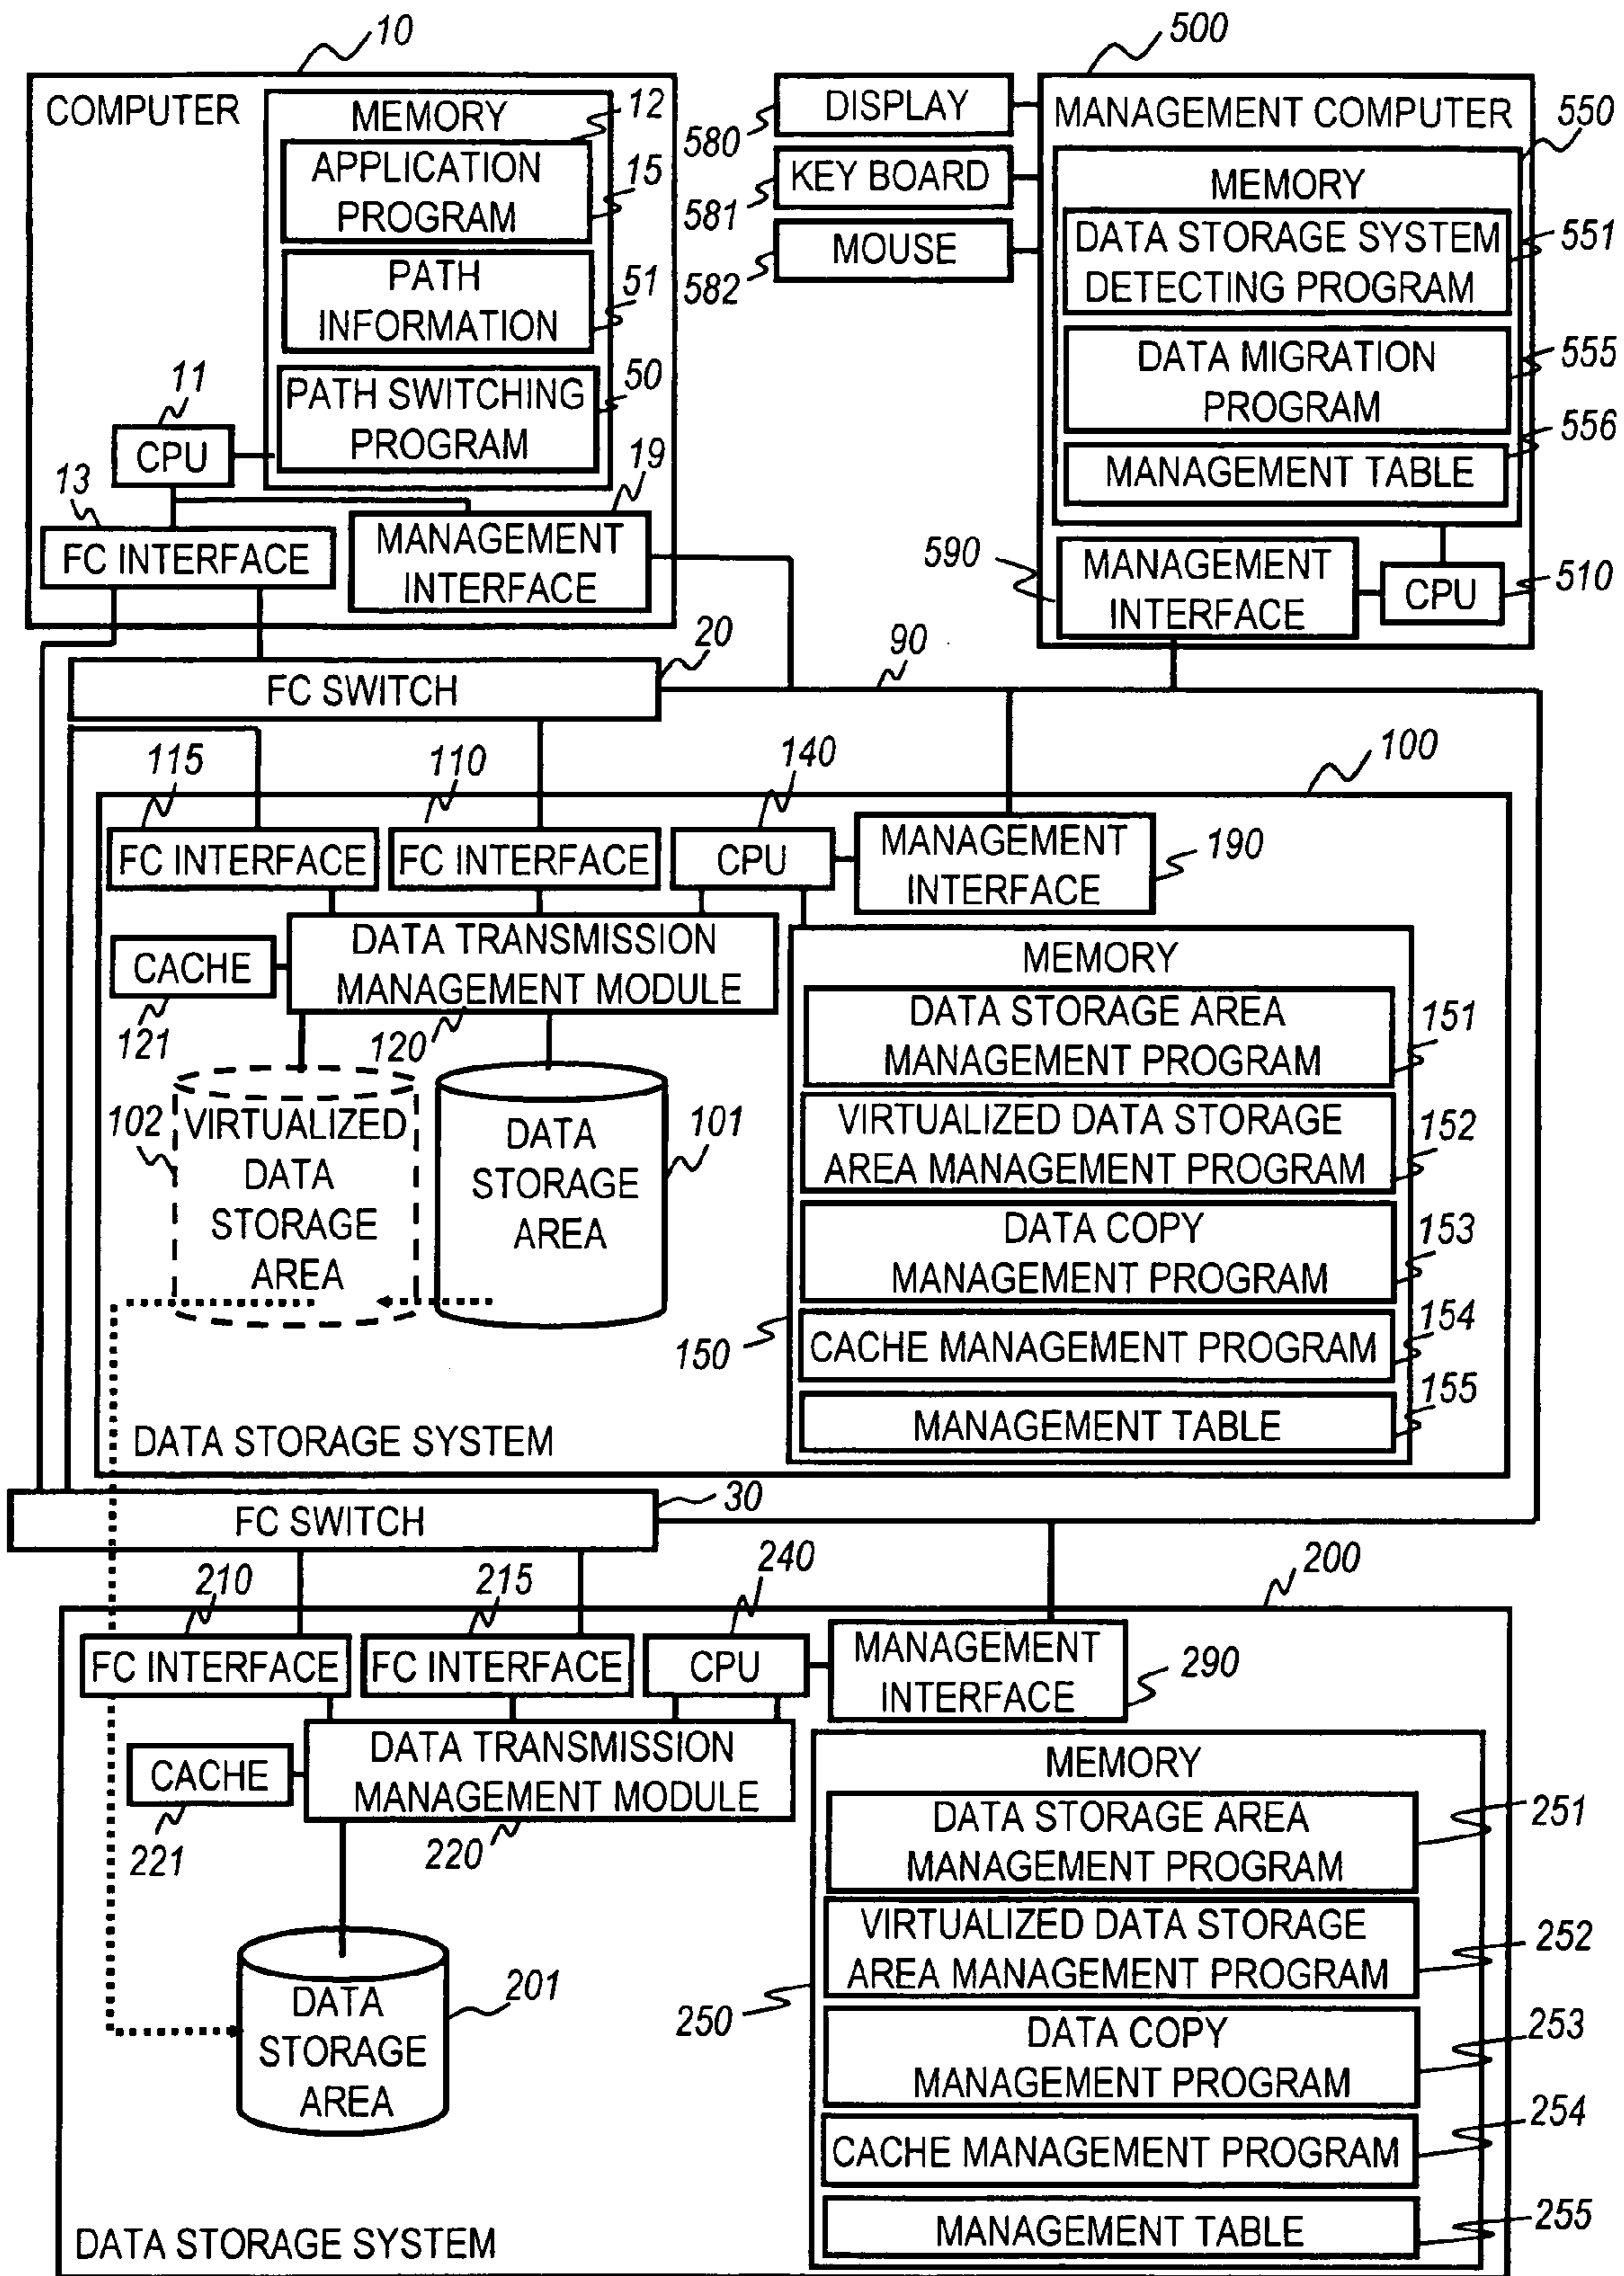 10
COMPUTER
MEMORY
12
APPLICATION
PROGRAM
15
PATH
INFORMATION
51
PATH SWITCHING
PROGRAM
50
11
CPU
13
FC INTERFACE
19
MANAGEMENT
INTERFACE
500
DISPLAY
580
KEY BOARD
581
MOUSE
582
MANAGEMENT COMPUTER
550
MEMORY
DATA STORAGE SYSTEM
DETECTING PROGRAM
551
DATA MIGRATION
PROGRAM
555
556
MANAGEMENT TABLE
590
MANAGEMENT
INTERFACE
CPU
510
20
FC SWITCH
90
100
115
110
140
FC INTERFACE
FC INTERFACE
CPU
MANAGEMENT
INTERFACE
190
CACHE
121
DATA TRANSMISSION
MANAGEMENT MODULE
120
102
VIRTUALIZED
DATA
STORAGE
AREA
DATA
STORAGE
AREA
101
MEMORY
DATA STORAGE AREA
MANAGEMENT PROGRAM
151
VIRTUALIZED DATA STORAGE
AREA MANAGEMENT PROGRAM
152
DATA COPY
MANAGEMENT PROGRAM
153
150
CACHE MANAGEMENT PROGRAM
154
MANAGEMENT TABLE
155
DATA STORAGE SYSTEM
30
FC SWITCH
200
210
215
240
FC INTERFACE
FC INTERFACE
CPU
MANAGEMENT
INTERFACE
290
CACHE
221
DATA TRANSMISSION
MANAGEMENT MODULE
220
DATA
STORAGE
AREA
201
MEMORY
DATA STORAGE AREA
MANAGEMENT PROGRAM
251
VIRTUALIZED DATA STORAGE
AREA MANAGEMENT PROGRAM
252
250
DATA COPY
MANAGEMENT PROGRAM
253
CACHE MANAGEMENT PROGRAM
254
MANAGEMENT TABLE
255
DATA STORAGE SYSTEM